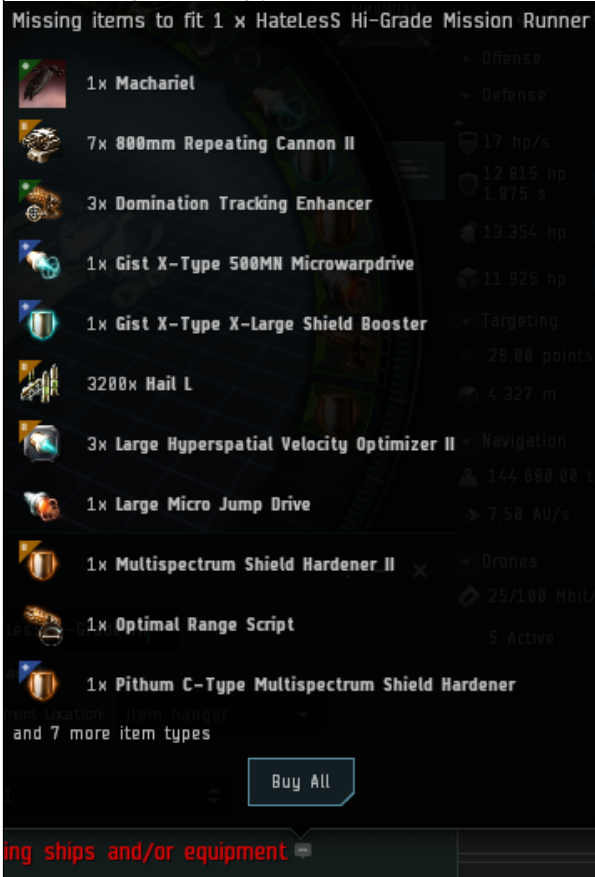 Missing items to fit 1 x HateLesS Hi-Grade Mission Runner
1x Machariel
7x 800mm Repeating Cannon II
3x Domination Tracking Enhancer
1x Gist X-Type 500MN Microwarpdrive
1x Gist X-Type X-Large Shield Booster
3200x Hail L
3x Large Hyperspatial Velocity Optimizer II
1x Large Micro Jump Drive
1x Multispectrum Shield Hardener II
1x Optimal Range Script
1x Pithum C-Type Multispectrum Shield Hardener
and 7 more item types
Buy All
ing ships and/or equipment
Offense
Defense
17 hp/s
12.815 hp
1.875 s
13.354 hp
11.925 hp
Targeting
26,00 points
4.327 m
Navigation
144.680,00 t
7,50 AU/s
Drones
25/100 Mbit/
5 Active
ment Location: Item hangar